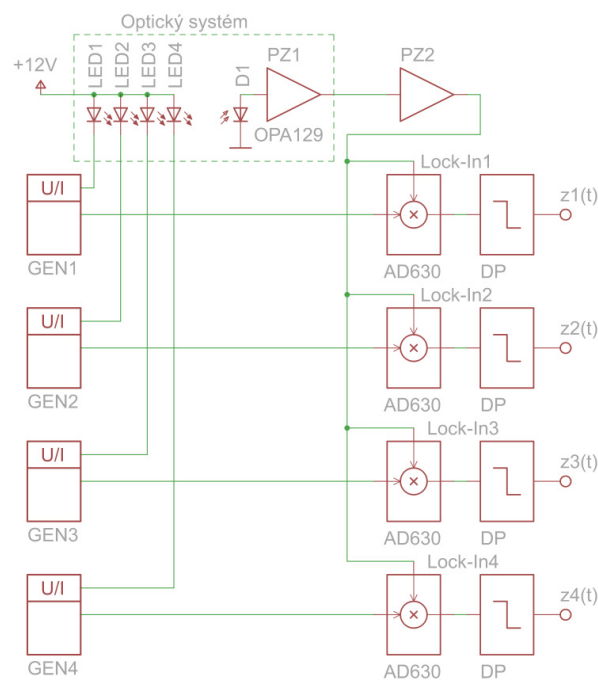 Optický systém
+12V
LED1
LED2
LED3
LED4
D1
PZ1
PZ2
OPA129
U/I
GEN1
Lock-In1
AD630
DP
z1(t)
U/I
GEN2
Lock-In2
AD630
DP
z2(t)
U/I
GEN3
Lock-In3
AD630
DP
z3(t)
U/I
GEN4
Lock-In4
AD630
DP
z4(t)